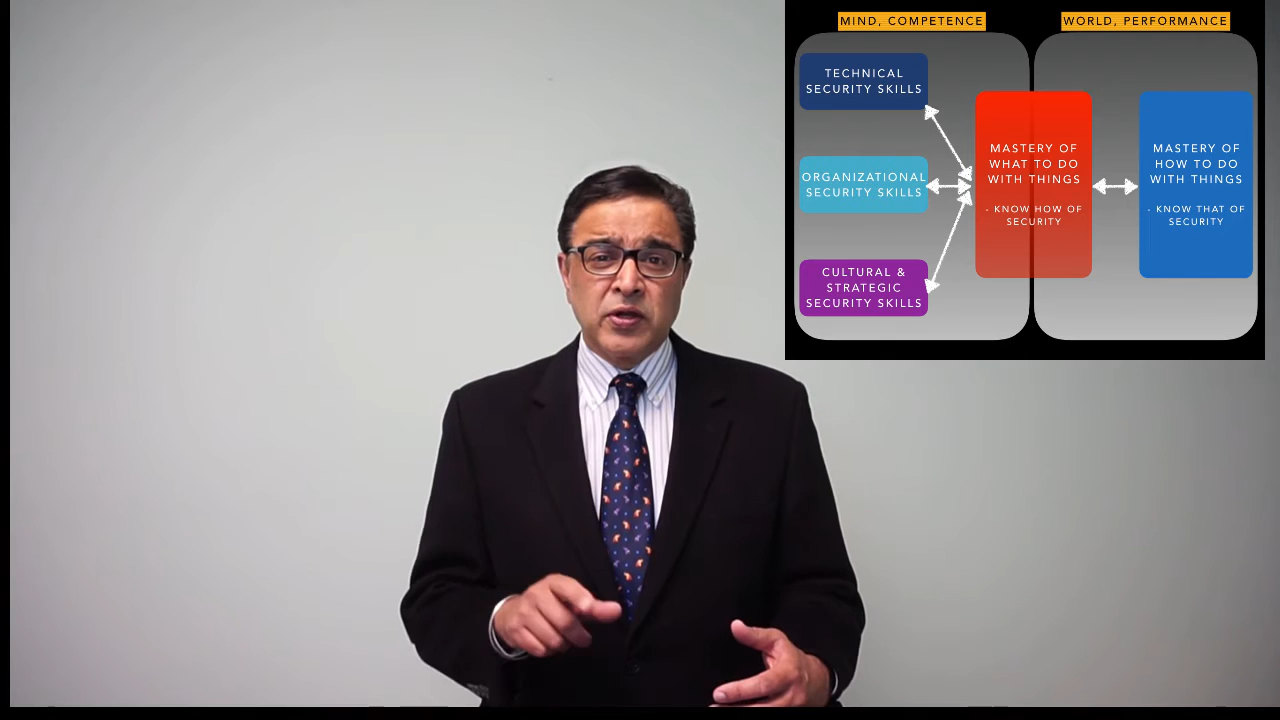 MIND, COMPETENCE
WORLD, PERFORMANCE
TECHNICAL
SECURITY SKILLS
ORGANIZATIONAL
SECURITY SKILLS
CULTURAL &
STRATEGIC
SECURITY SKILLS
MASTERY OF
WHAT TO DO
WITH THINGS
- KNOW HOW OF
SECURITY
MASTERY OF
HOW TO DO
WITH THINGS
- KNOW THAT OF
SECURITY